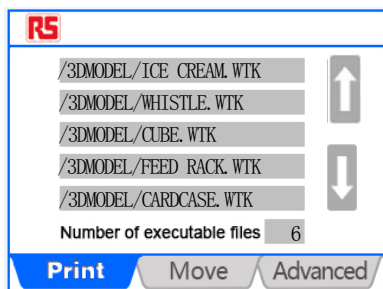 RS
/3DMODEL/ICE CREAM.WTK
/3DMODEL/WHISTLE.WTK
/3DMODEL/CUBE.WTK
/3DMODEL/FEED RACK.WTK
/3DMODEL/CARDCASE.WTK
Number of executable files 6
Print Move Advanced